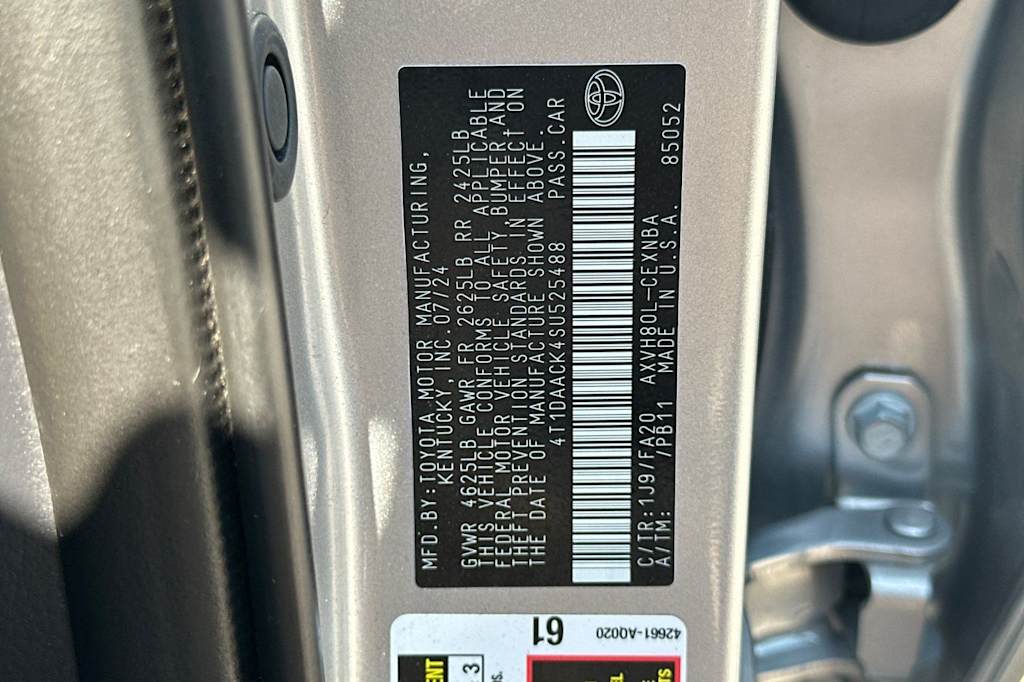 MFD.BY:TOYOTA MOTOR MANUFACTURING,
KENTUCKY,INC.07/24
GVWR 4625LB GAWR FR 2625LB RR 2425LB
THIS VEHICLE CONFORMS TO ALL APPLICABLE
FEDERAL MOTOR VEHICLE SAFETY,BUMPER,AND
THEFT PREVENTION STANDARDS IN EFFECT ON
THE DATE OF MANUFACTURE SHOWN ABOVE.
4T1DAACK4SU525488 PASS.CAR
C/TR:1J9/FA20 AXVH80L-CEXNBA 85052
A/TM: /PB11 MADE IN U.S.A.
61
42661-AQ020
3